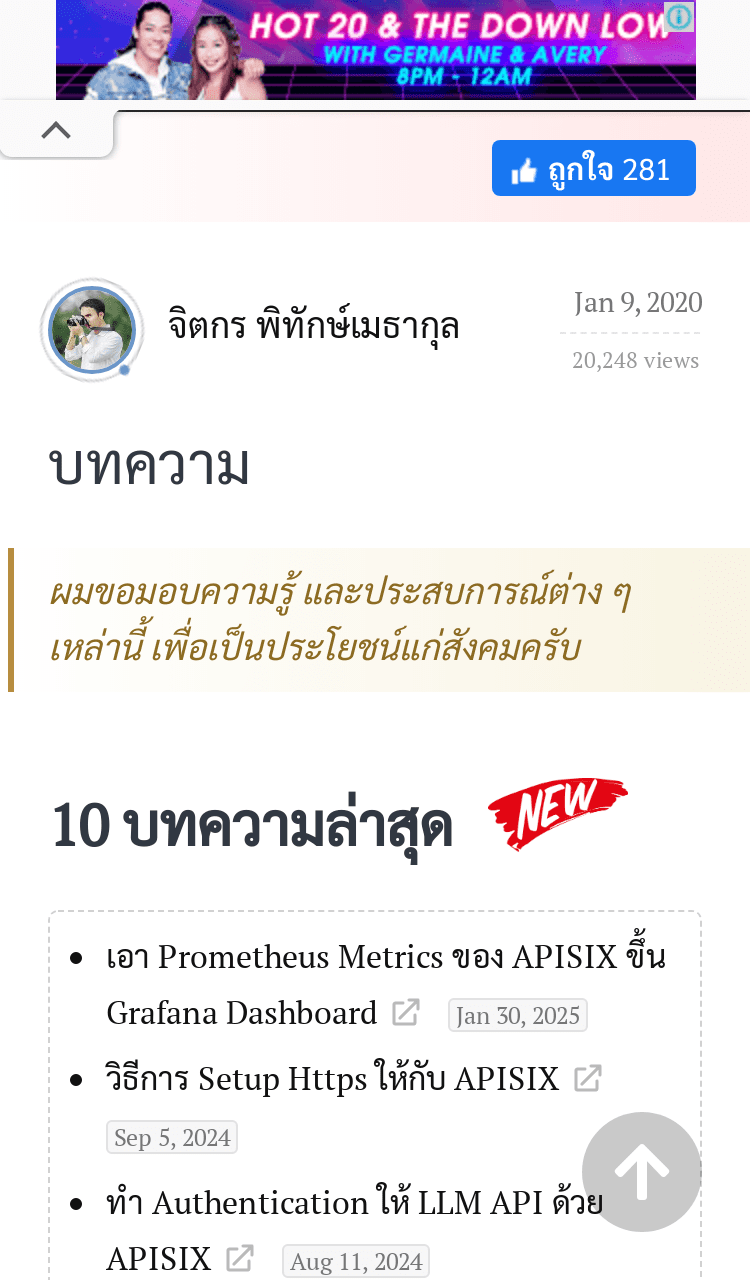 HOT 20 & THE DOWN LOW
WITH GERMAINE & AVERY
8PM - 12AM
ถูกใจ 281
จิตกร พิทักษ์เมธากุล
Jan 9, 2020
20,248 views
บทความ
ผมขอมอบความรู้ และประสบการณ์ต่าง ๆ
เหล่านี้ เพื่อเป็นประโยชน์แก่สังคมครับ
10 บทความล่าสุด NEW
เอา Prometheus Metrics ของ APISIX ขึ้น
Grafana Dashboard Jan 30, 2025
วิธีการ Setup Https ให้กับ APISIX
Sep 5, 2024
ทำ Authentication ให้ LLM API ด้วย
APISIX Aug 11, 2024